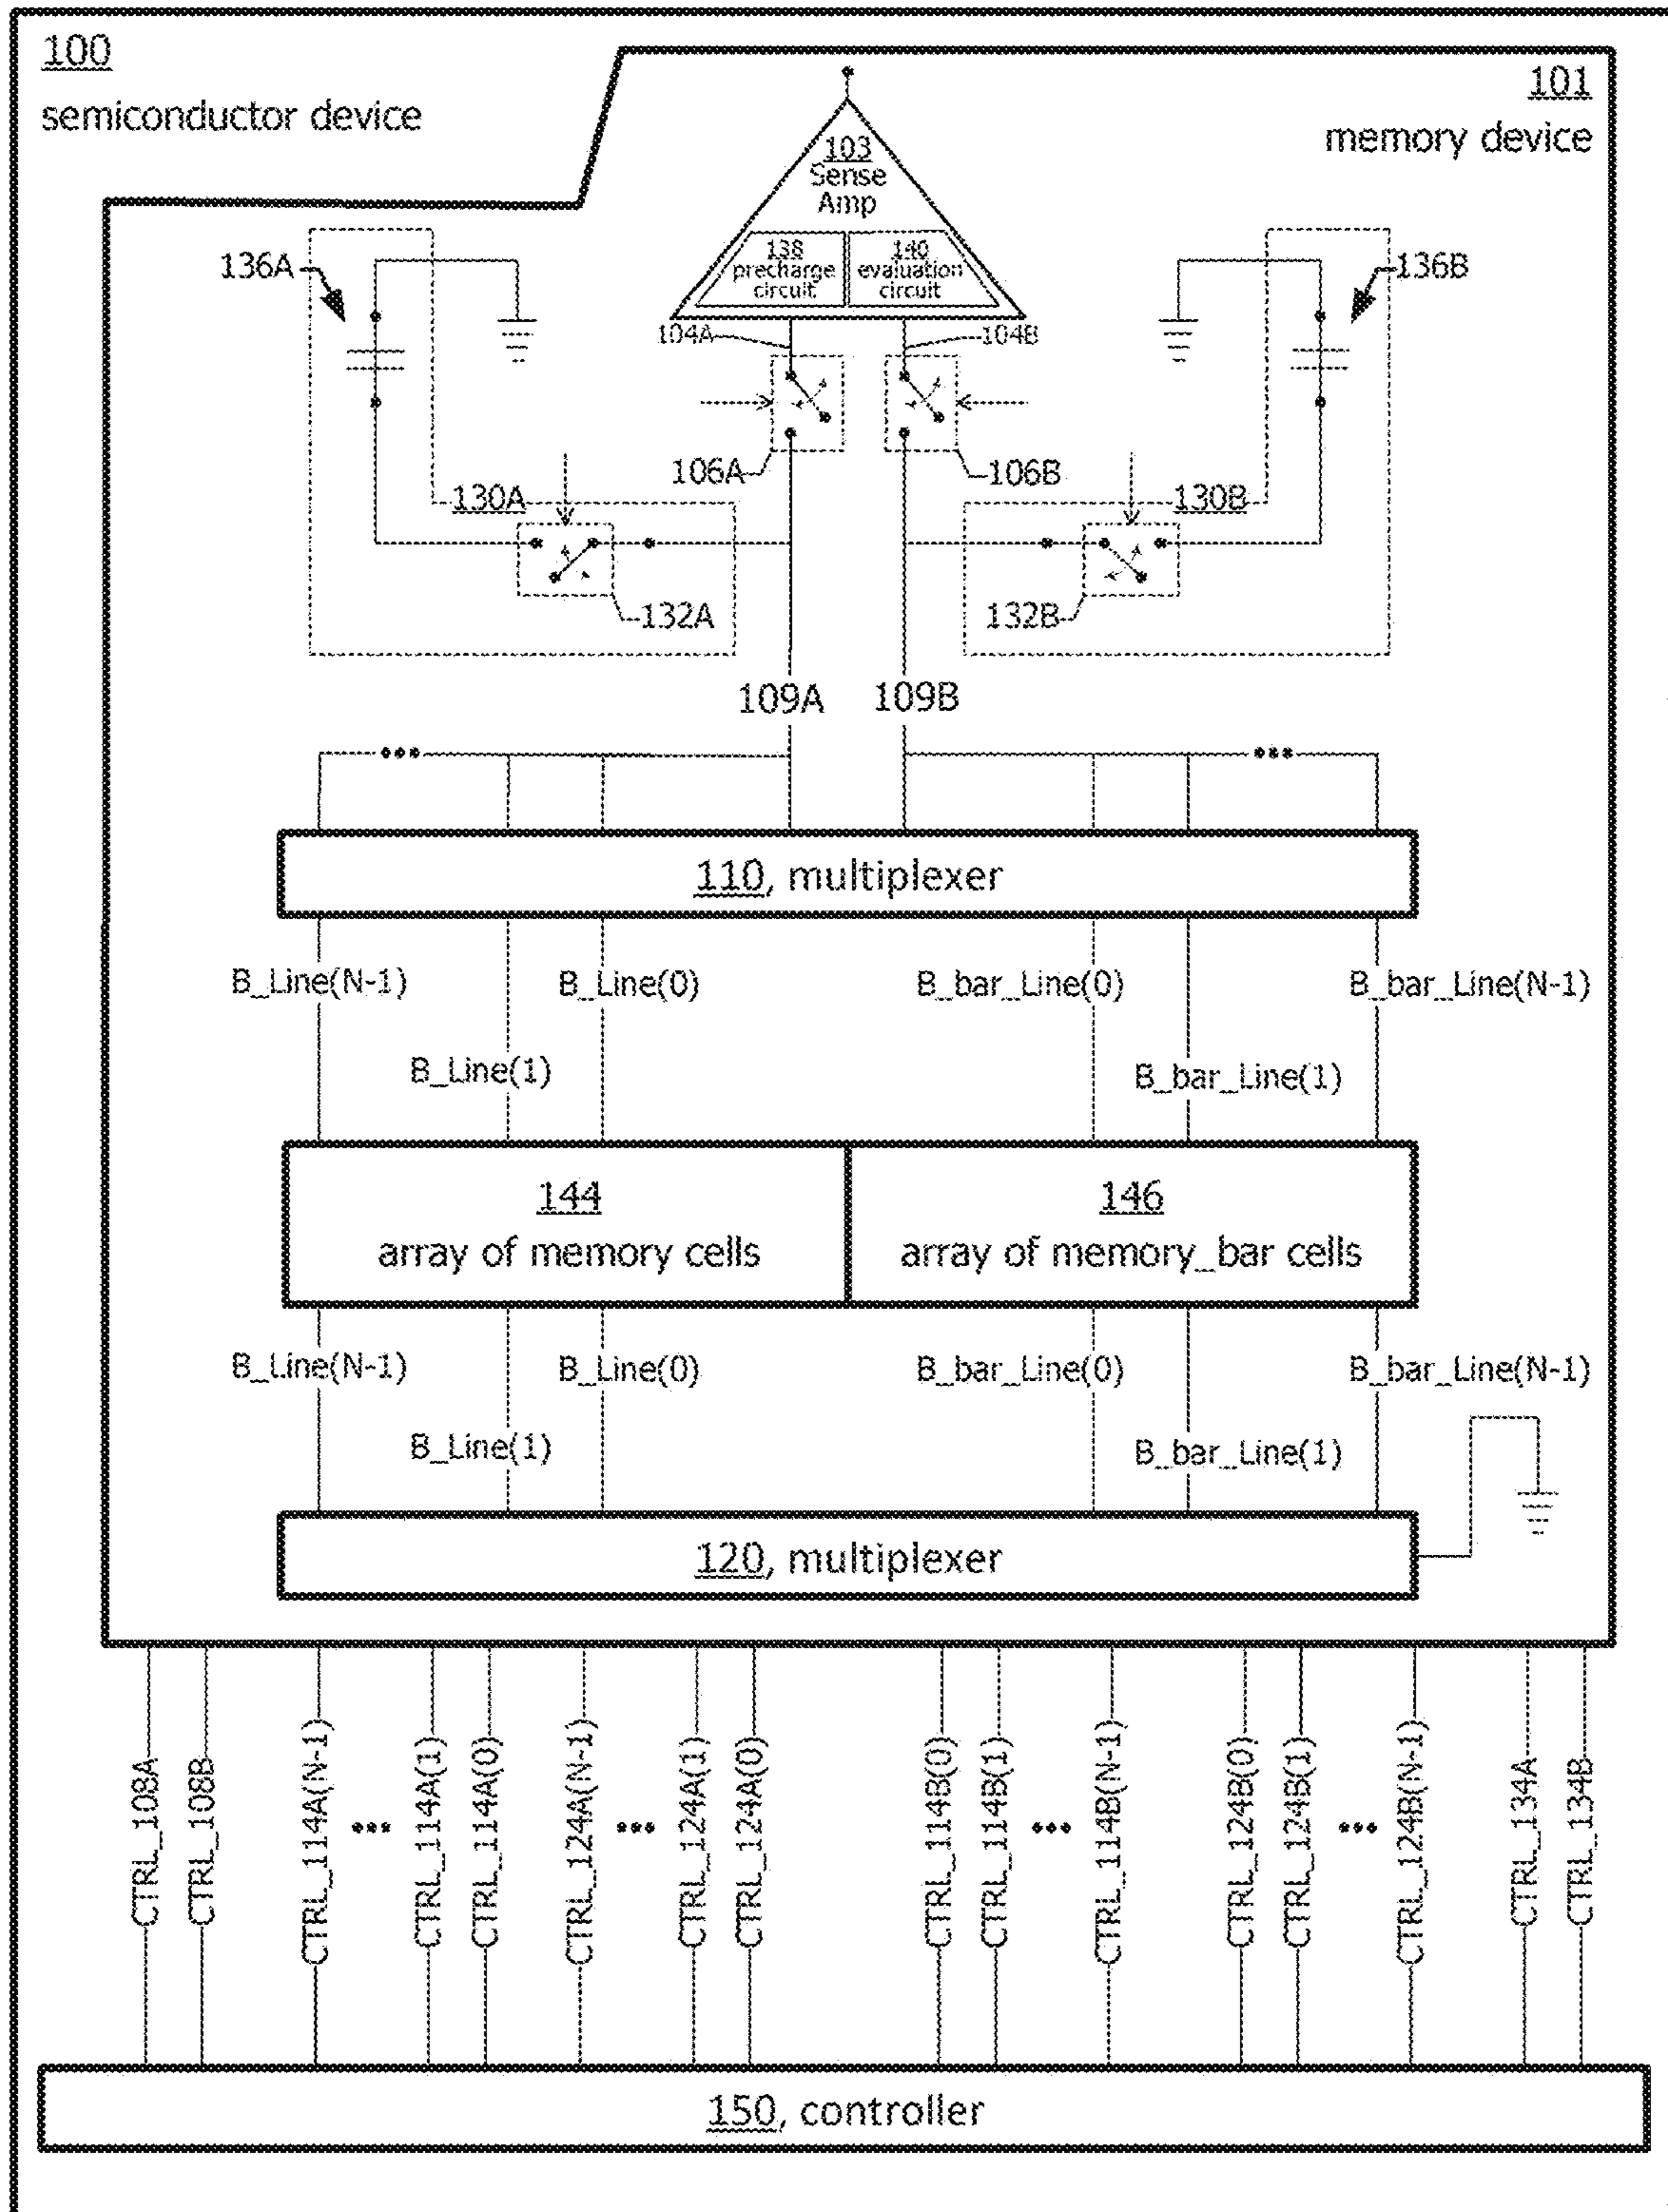 100
semiconductor device
101
memory device
103
Sense
Amp
138
precharge
circuit
140
evaluation
circuit
136A
136B
104A
104B
106A
106B
130A
130B
132A
132B
109A
109B
•••
•••
110, multiplexer
B_Line(N-1)
B_Line(0)
B_bar_Line(0)
B_bar_Line(N-1)
B_Line(1)
B_bar_Line(1)
144
array of memory cells
146
array of memory_bar cells
B_Line(N-1)
B_Line(0)
B_bar_Line(0)
B_bar_Line(N-1)
B_Line(1)
B_bar_Line(1)
120, multiplexer
CTRL_108A
CTRL_108B
CTRL_114A(N-1)
•••
CTRL_114A(1)
CTRL_114A(0)
CTRL_124A(N-1)
•••
CTRL_124A(1)
CTRL_124A(0)
CTRL_114B(0)
CTRL_114B(1)
•••
CTRL_114B(N-1)
CTRL_124B(0)
CTRL_124B(1)
•••
CTRL_124B(N-1)
CTRL_134A
CTRL_134B
150, controller